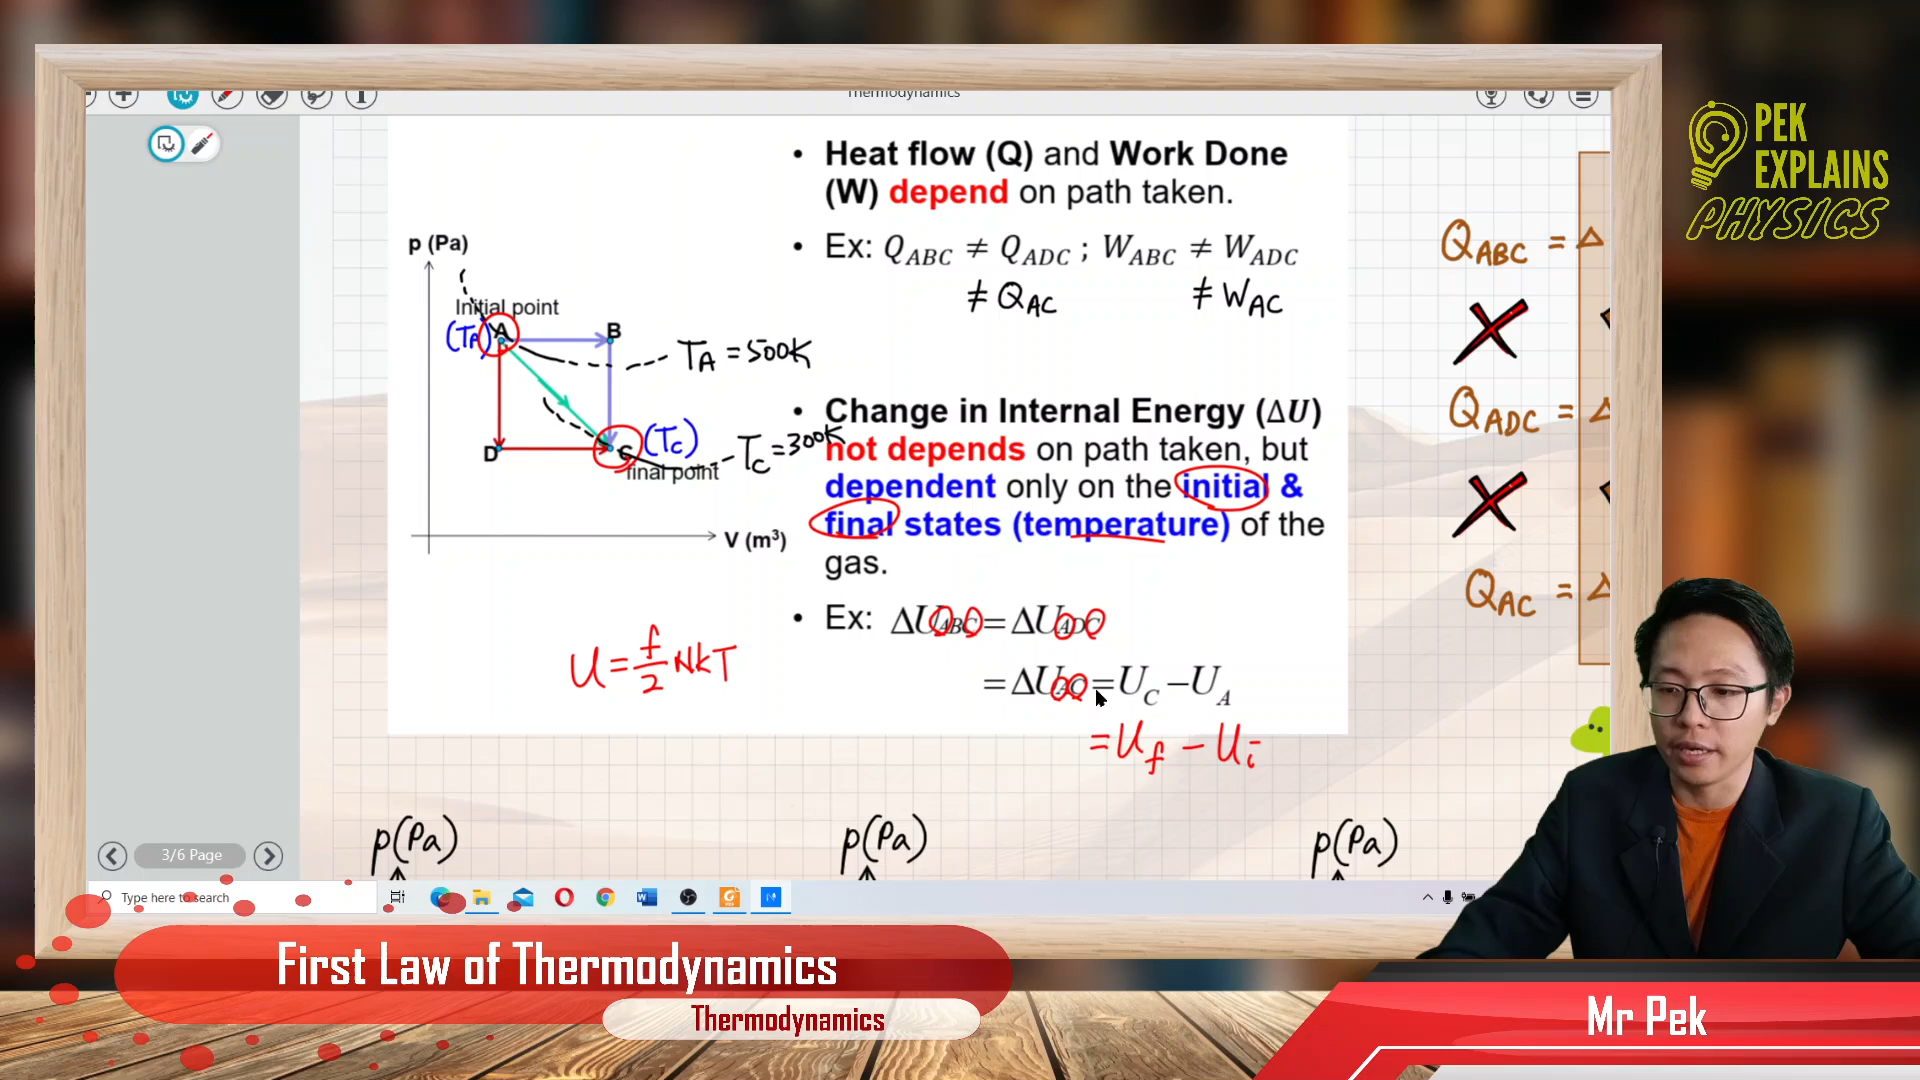 Thermodynamics
PEK
EXPLAINS
PHYSICS
• Heat flow (Q) and Work Done
(W) depend on path taken.
• Ex: Q_ABC ≠ Q_ADC ; W_ABC ≠ W_ADC
≠ Q_AC ≠ W_AC
p (Pa)
Initial point
(T_A) A B
T_A = 500K
D C (T_C)
T_C = 300K
final point
V (m³)
• Change in Internal Energy (ΔU)
not depends on path taken, but
dependent only on the initial &
final states (temperature) of the
gas.
• Ex: ΔU_ABC = ΔU_ADC
= ΔU_AC = U_C − U_A
= U_f − U_i
U = f/2 NkT
Q_ABC = Δ
Q_ADC = Δ
Q_AC = Δ
p(Pa) p(Pa) p(Pa)
3/6 Page
Type here to search
First Law of Thermodynamics
Thermodynamics
Mr Pek